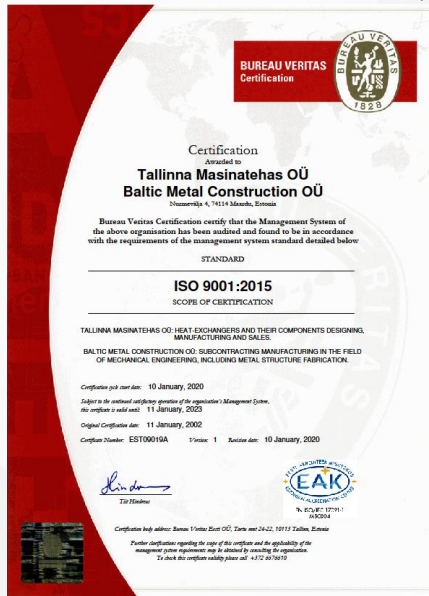 BUREAU VERITAS
Certification
BUREAU VERITAS
1828
Certification
Awarded to
Tallinna Masinatehas OÜ
Baltic Metal Construction OÜ
Nurmevälja 4, 74114 Maardu, Estonia
Bureau Veritas Certification certify that the Management System of
the above organisation has been audited and found to be in accordance
with the requirements of the management system standard detailed below
STANDARD
ISO 9001:2015
SCOPE OF CERTIFICATION
TALLINNA MASINATEHAS OÜ: HEAT-EXCHANGERS AND THEIR COMPONENTS DESIGNING,
MANUFACTURING AND SALES.
BALTIC METAL CONSTRUCTION OÜ: SUBCONTRACTING MANUFACTURING IN THE FIELD
OF MECHANICAL ENGINEERING, INCLUDING METAL STRUCTURE FABRICATION.
Certification cycle start date: 10 January, 2020
Subject to the continued satisfactory operation of the organisation's Management System,
this certificate is valid until: 11 January, 2023
Original Certification date: 11 January, 2002
Certificate Number: EST09019A Version: 1 Revision date: 10 January, 2020
EAK
EN ISO/IEC 17021-1
Certification body address: Bureau Veritas Eesti OÜ, Tartu mnt 24-22, 10115 Tallinn, Estonia
Further clarifications regarding the scope of this certificate and the applicability of the
management system requirements may be obtained by consulting the organisation.
To check this certificate validity please call +372 6676610